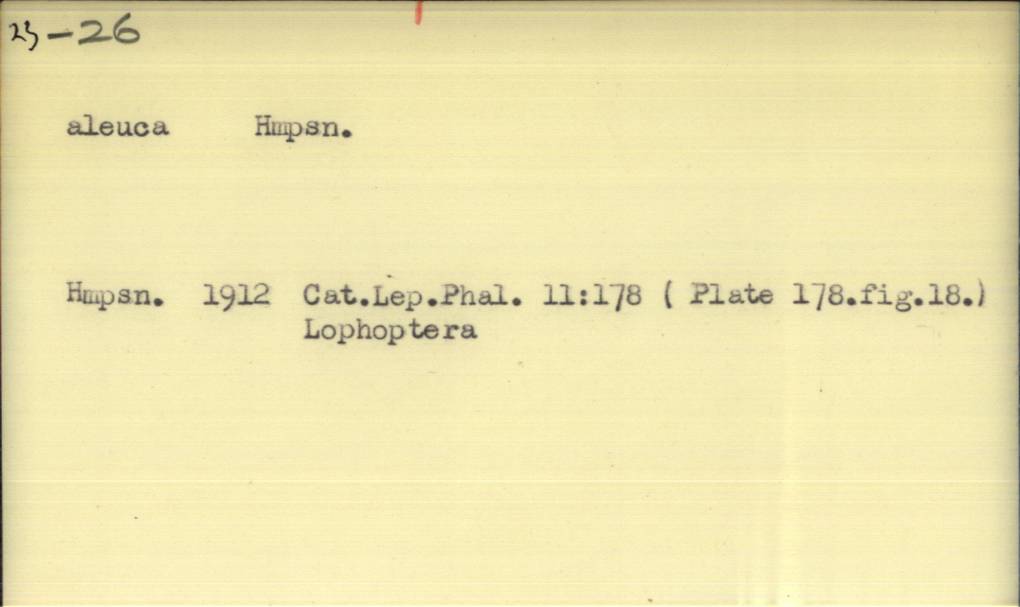 23-26
aleuca Hmpsn.
Hmpsn. 1912 Cat.Lep.Phal. 11:178 ( Plate 178.fig.18.)
Lophoptera